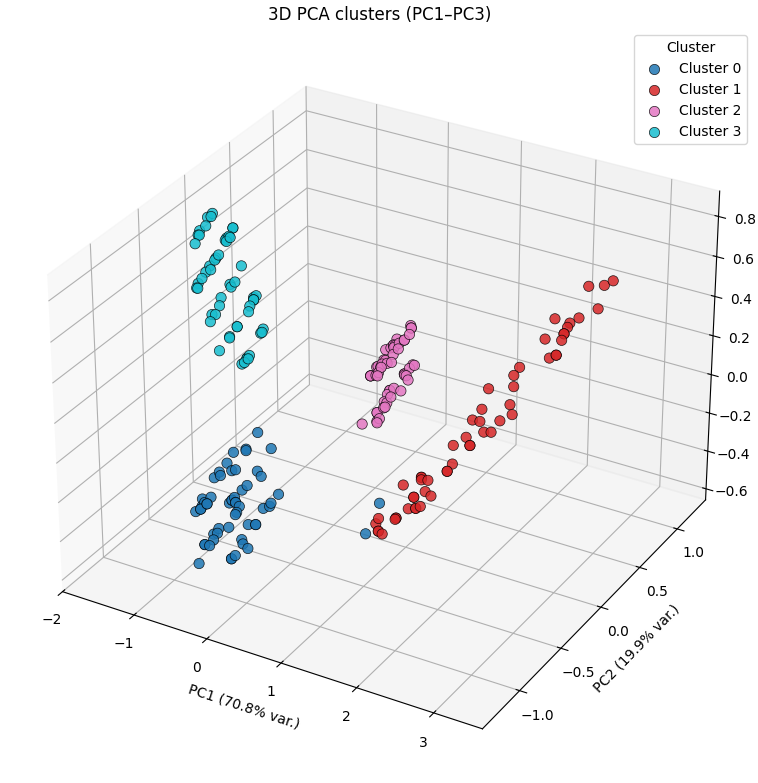 3D PCA clusters (PC1–PC3)
Cluster
Cluster 0
Cluster 1
Cluster 2
Cluster 3
0.8
0.6
0.4
0.2
0.0
−0.2
−0.4
−0.6
1.0
0.5
0.0
−0.5
−1.0
PC2 (19.9% var.)
−2
−1
0
1
2
3
PC1 (70.8% var.)